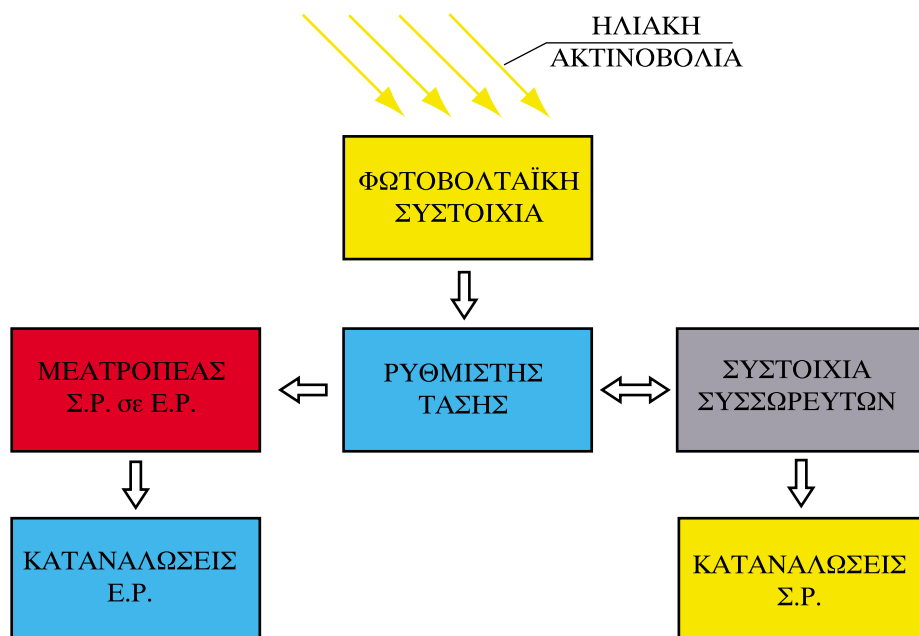 ΗΛΙΑΚΗ
ΑΚΤΙΝΟΒΟΛΙΑ
ΦΩΤΟΒΟΛΤΑΪΚΗ
ΣΥΣΤΟΙΧΙΑ
ΜΕΑΤΡΟΠΕΑΣ
Σ.Ρ. σε Ε.Ρ.
ΡΥΘΜΙΣΤΗΣ
ΤΑΣΗΣ
ΣΥΣΤΟΙΧΙΑ
ΣΥΣΣΩΡΕΥΤΩΝ
ΚΑΤΑΝΑΛΩΣΕΙΣ
Ε.Ρ.
ΚΑΤΑΝΑΛΩΣΕΙΣ
Σ.Ρ.